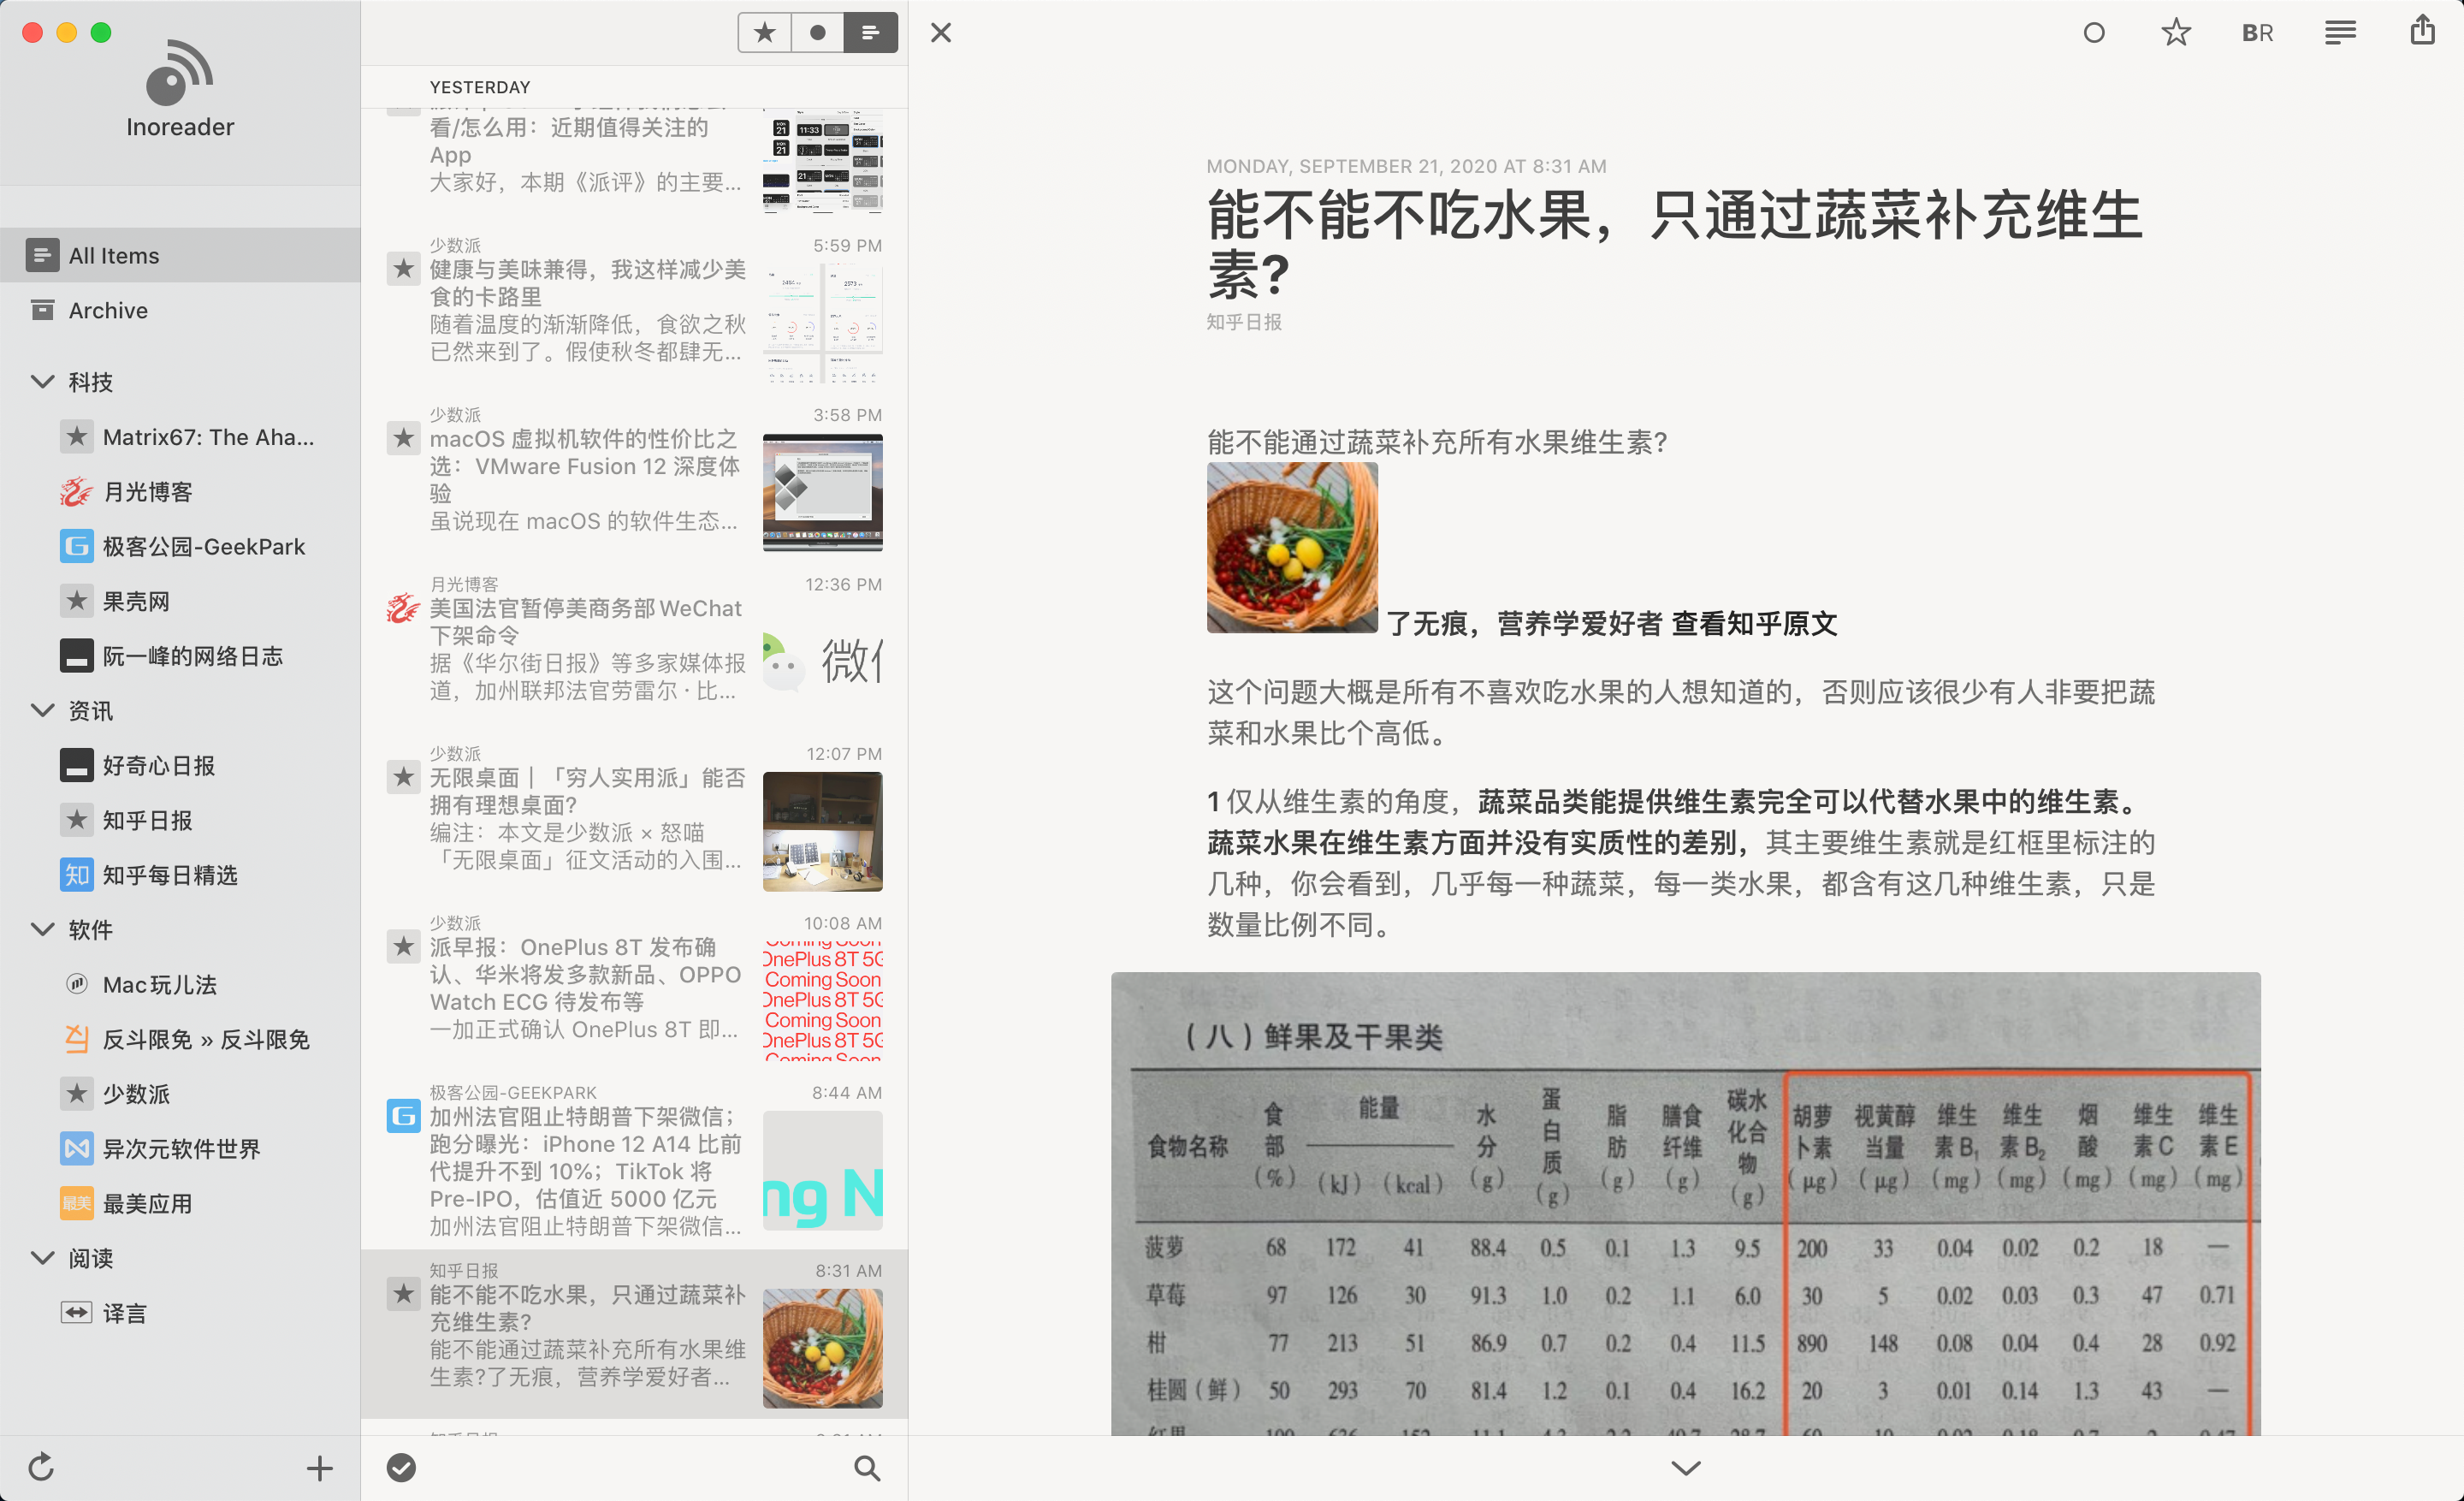 Inoreader
All Items
Archive
科技
Matrix67: The Aha...
月光博客
极客公园-GeekPark
果壳网
阮一峰的网络日志
资讯
好奇心日报
知乎日报
知
知乎每日精选
软件
Mac玩儿法
反斗限免 » 反斗限免
少数派
异次元软件世界
最美
最美应用
阅读
译言
YESTERDAY
看/怎么用：近期值得关注的
App
大家好，本期《派评》的主要...
少数派
5:59 PM
健康与美味兼得，我这样减少美
食的卡路里
随着温度的渐渐降低，食欲之秋
已然来到了。假使秋冬都肆无...
少数派
3:58 PM
macOS 虚拟机软件的性价比之
选：VMware Fusion 12 深度体
验
虽说现在 macOS 的软件生态...
月光博客
12:36 PM
美国法官暂停美商务部WeChat
下架命令
据《华尔街日报》等多家媒体报
道，加州联邦法官劳雷尔 · 比...
微
少数派
12:07 PM
无限桌面｜「穷人实用派」能否
拥有理想桌面？
编注：本文是少数派 × 怒喵
「无限桌面」征文活动的入围...
少数派
10:08 AM
派早报：OnePlus 8T 发布确
认、华米将发多款新品、OPPO
Watch ECG 待发布等
一加正式确认 OnePlus 8T 即...
OnePlus 8T 5G
Coming Soon
OnePlus 8T 5G
Coming Soon
OnePlus 8T 5G
Coming Soon
极客公园-GEEKPARK
8:44 AM
加州法官阻止特朗普下架微信；
跑分曝光：iPhone 12 A14 比前
代提升不到 10%；TikTok 将
Pre-IPO，估值近 5000 亿元
加州法官阻止特朗普下架微信...
ng N
知乎日报
8:31 AM
能不能不吃水果，只通过蔬菜补
充维生素？
能不能通过蔬菜补充所有水果维
生素？了无痕，营养学爱好者...
BR
MONDAY, SEPTEMBER 21, 2020 AT 8:31 AM
能不能不吃水果，只通过蔬菜补充维生
素？
知乎日报
能不能通过蔬菜补充所有水果维生素？
了无痕，营养学爱好者 查看知乎原文
这个问题大概是所有不喜欢吃水果的人想知道的，否则应该很少有人非要把蔬
菜和水果比个高低。
1 仅从维生素的角度，蔬菜品类能提供维生素完全可以代替水果中的维生素。
蔬菜水果在维生素方面并没有实质性的差别，其主要维生素就是红框里标注的
几种，你会看到，几乎每一种蔬菜，每一类水果，都含有这几种维生素，只是
数量比例不同。
（八）鲜果及干果类
食物名称 食部（%） 能量（kJ）（kcal） 水分（g） 蛋白质（g） 脂肪（g） 膳食纤维（g） 碳水化合物（g） 胡萝卜素（μg） 视黄醇当量（μg） 维生素B₁（mg） 维生素B₂（mg） 烟酸（mg） 维生素C（mg） 维生素E（mg）
菠萝 68 172 41 88.4 0.5 0.1 1.3 9.5 200 33 0.04 0.02 0.2 18 —
草莓 97 126 30 91.3 1.0 0.2 1.1 6.0 30 5 0.02 0.03 0.3 47 0.71
柑 77 213 51 86.9 0.7 0.2 0.4 11.5 890 148 0.08 0.04 0.4 28 0.92
桂圆（鲜） 50 293 70 81.4 1.2 0.1 0.4 16.2 20 3 0.01 0.14 1.3 43 —